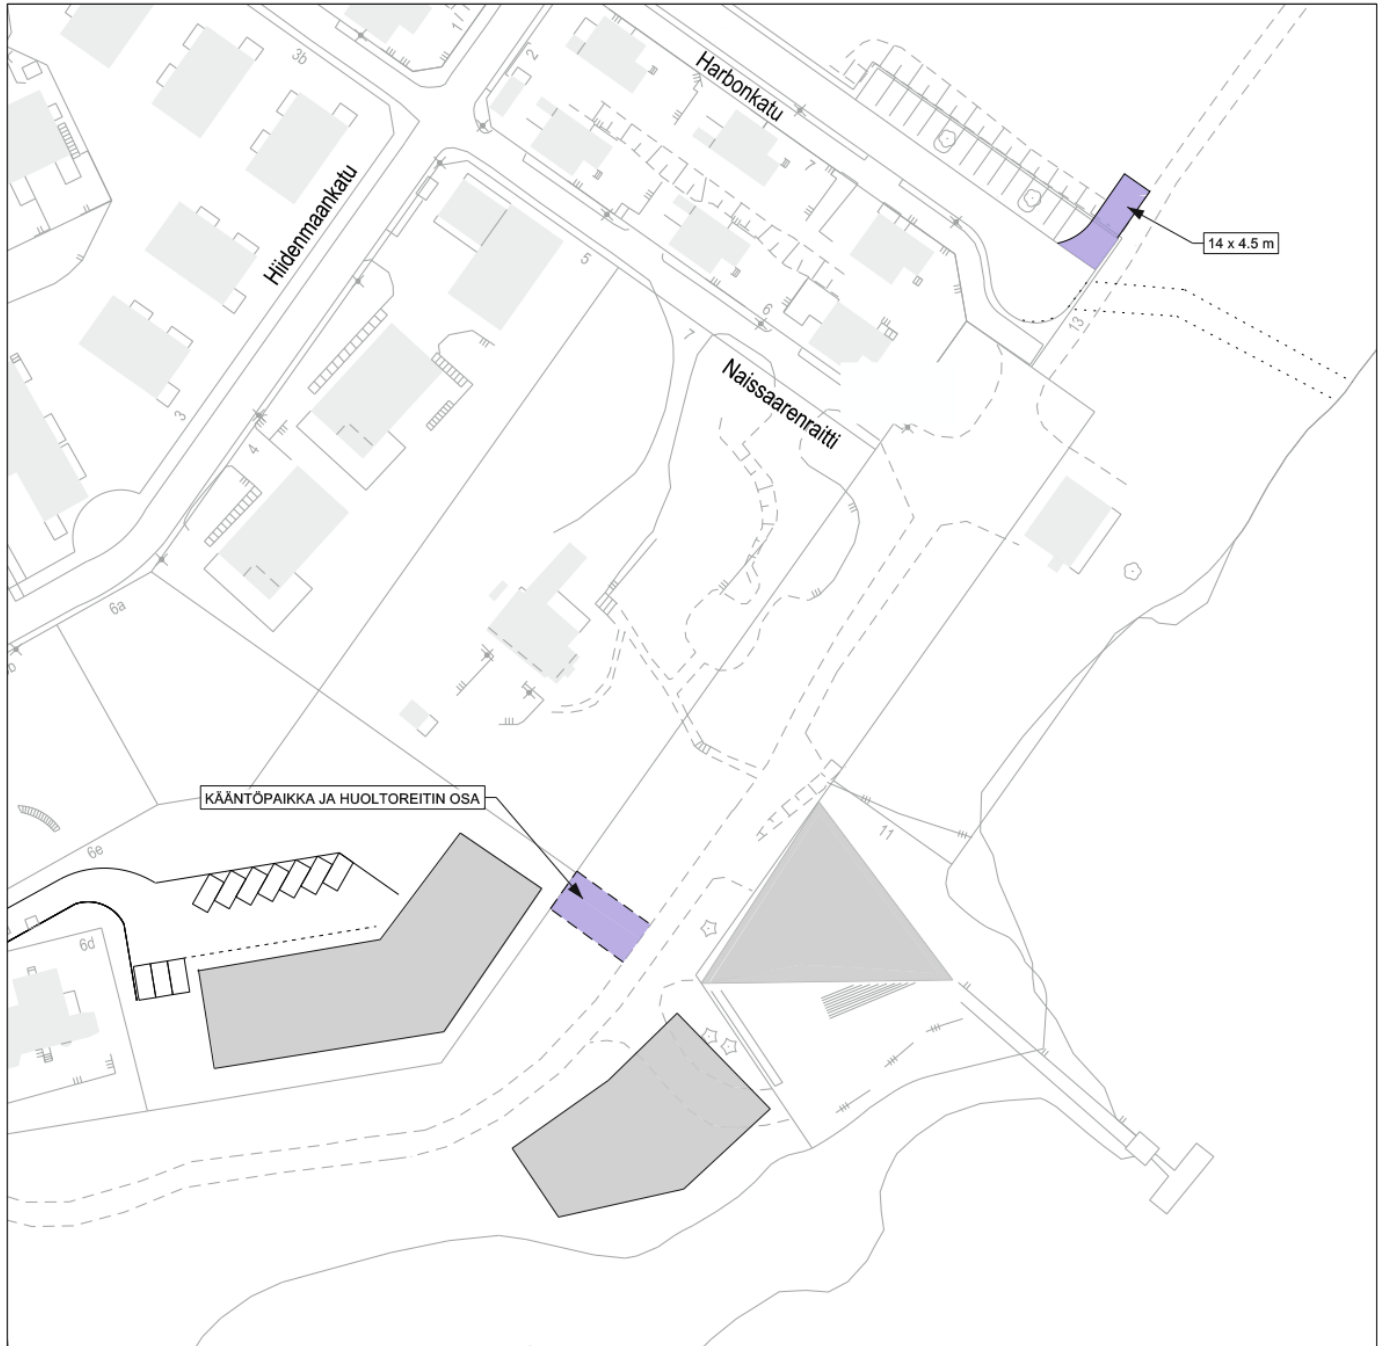 3b
1
2
Harbonkatu
7
Hiidenmaankatu
14 x 4.5 m
5
6
7
13
Naissaarenraitti
3
4
6a
KÄÄNTÖPAIKKA JA HUOLTOREITIN OSA
11
6e
6d